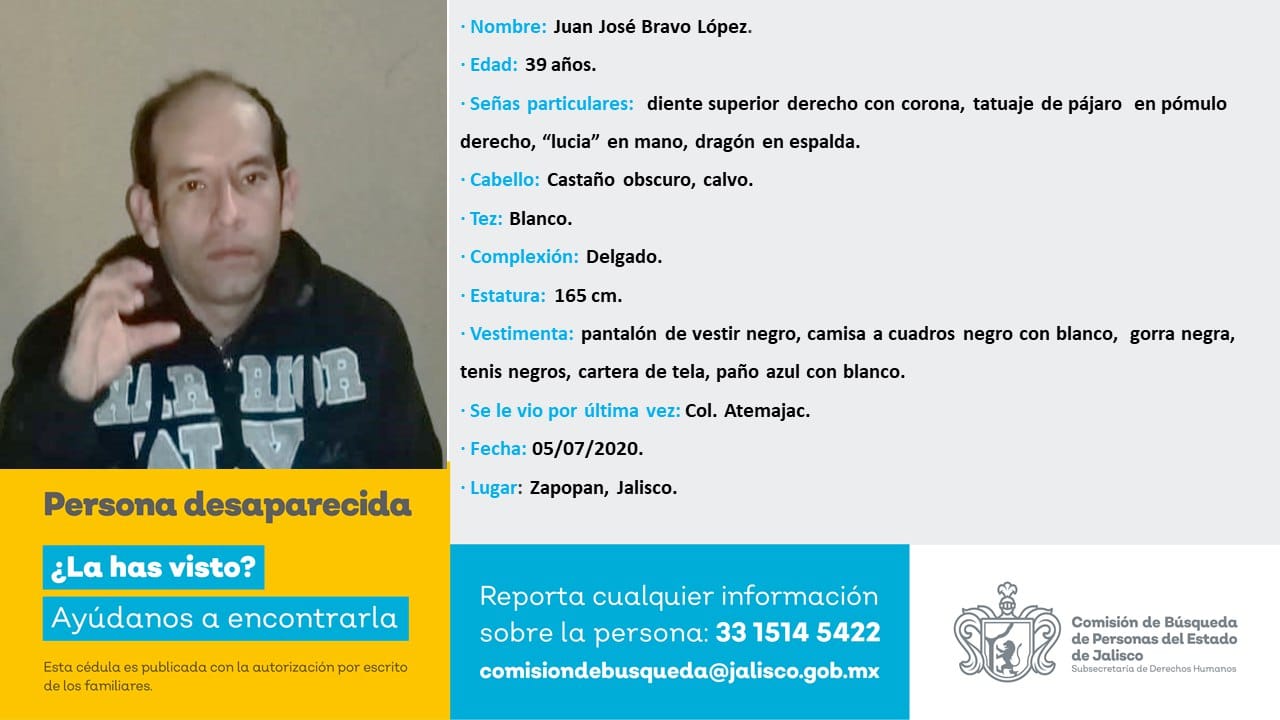 · Nombre: Juan José Bravo López.
· Edad: 39 años.
· Señas particulares: diente superior derecho con corona, tatuaje de pájaro en pómulo
derecho, “lucia” en mano, dragón en espalda.
· Cabello: Castaño obscuro, calvo.
· Tez: Blanco.
· Complexión: Delgado.
· Estatura: 165 cm.
· Vestimenta: pantalón de vestir negro, camisa a cuadros negro con blanco, gorra negra,
tenis negros, cartera de tela, paño azul con blanco.
· Se le vio por última vez: Col. Atemajac.
· Fecha: 05/07/2020.
· Lugar: Zapopan, Jalisco.
Persona desaparecida
¿La has visto?
Ayúdanos a encontrarla
Esta cédula es publicada con la autorización por escrito
de los familiares.
Reporta cualquier información
sobre la persona: 33 1514 5422
comisiondebusqueda@jalisco.gob.mx
Comisión de Búsqueda
de Personas del Estado
de Jalisco
Subsecretaría de Derechos Humanos